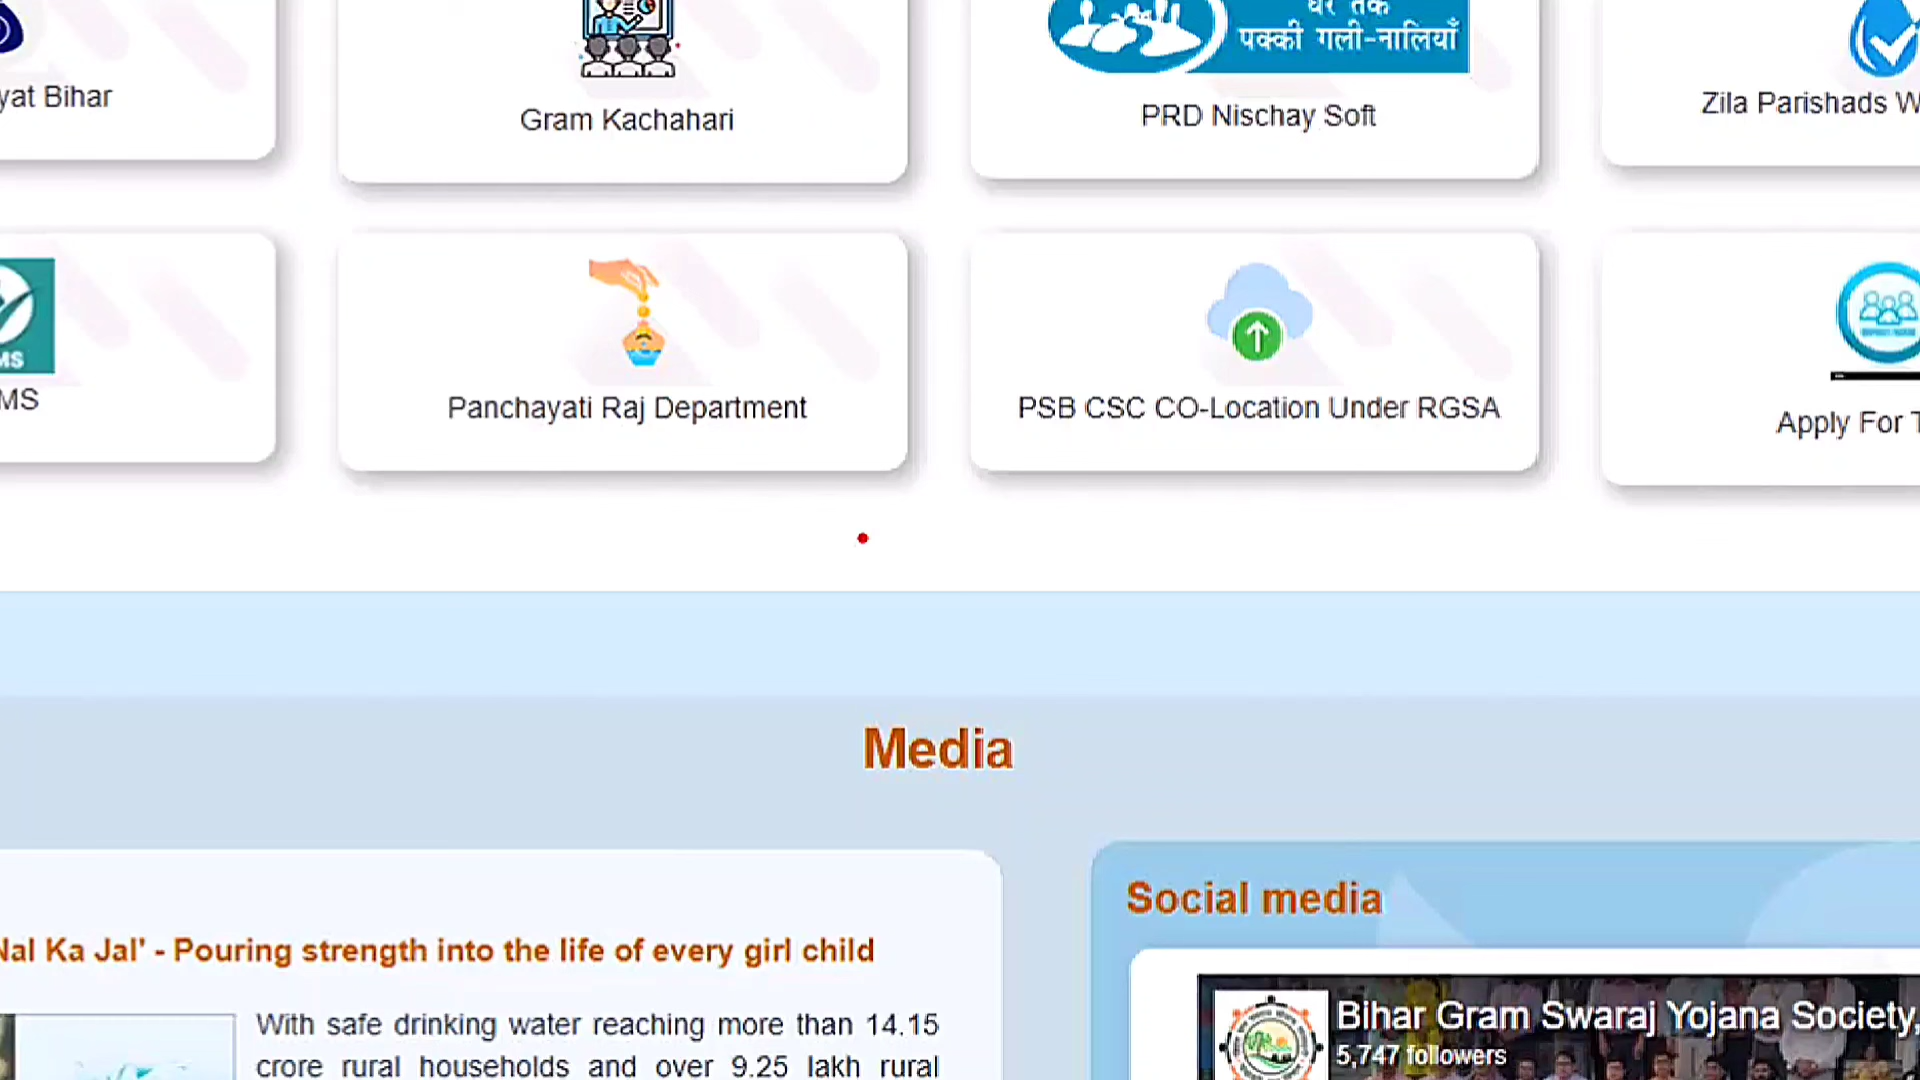 घर तक
पक्की गली-नालियाँ
yat Bihar
Gram Kachahari
PRD Nischay Soft
Zila Parishads W
MS
MS
Panchayati Raj Department
PSB CSC CO-Location Under RGSA
Apply For T
Media
Social media
Nal Ka Jal' - Pouring strength into the life of every girl child
With safe drinking water reaching more than 14.15
crore rural households and over 9.25 lakh rural
Bihar Gram Swaraj Yojana Society,
5,747 followers